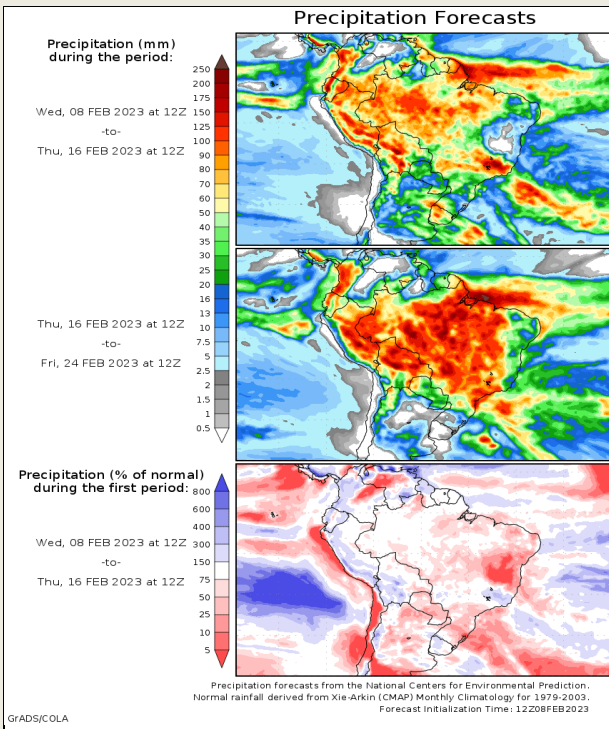 Precipitation Forecasts
Precipitation (mm)
during the period:
Wed, 08 FEB 2023 at 12Z
-to-
Thu, 16 FEB 2023 at 12Z
250
200
175
150
125
100
90
80
70
60
50
40
35
30
25
20
16
13
10
7.5
5
2.5
2
1.5
1
0.5
Thu, 16 FEB 2023 at 12Z
-to-
Fri, 24 FEB 2023 at 12Z
Precipitation (% of normal)
during the first period:
Wed, 08 FEB 2023 at 12Z
-to-
Thu, 16 FEB 2023 at 12Z
800
600
400
300
150
75
50
25
10
5
Precipitation forecasts from the National Centers for Environmental Prediction.
Normal rainfall derived from Xie-Arkin (CMAP) Monthly Climatology for 1979-2003.
Forecast Initialization Time: 12Z08FEB2023
GrADS/COLA